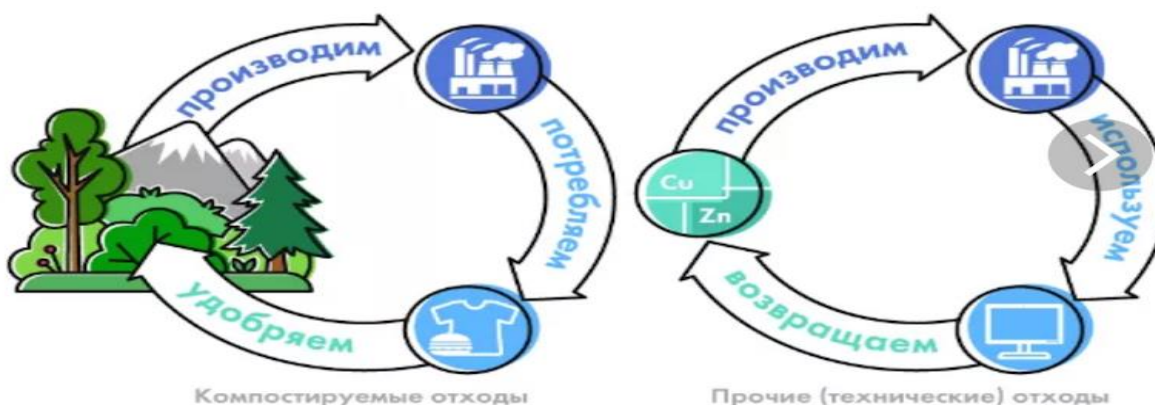 производим
потребляем
удобряем
Компостируемые отходы
производим
используем
возвращаем
Cu
Zn
Прочие (технические) отходы